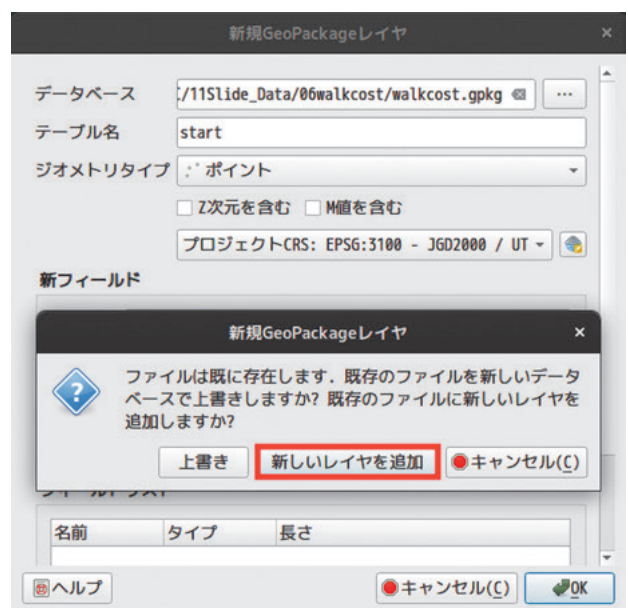 新規GeoPackageレイヤ
データベース :/11Slide_Data/06walkcost/walkcost.gpkg ...
テーブル名 start
ジオメトリタイプ ポイント
Z次元を含む M値を含む
プロジェクトCRS: EPSG:3100 - JGD2000 / UT
新フィールド
新規GeoPackageレイヤ
ファイルは既に存在します．既存のファイルを新しいデータ
ベースで上書きしますか? 既存のファイルに新しいレイヤを
追加しますか?
上書き 新しいレイヤを追加 キャンセル(C)
名前 タイプ 長さ
ヘルプ キャンセル(C) OK